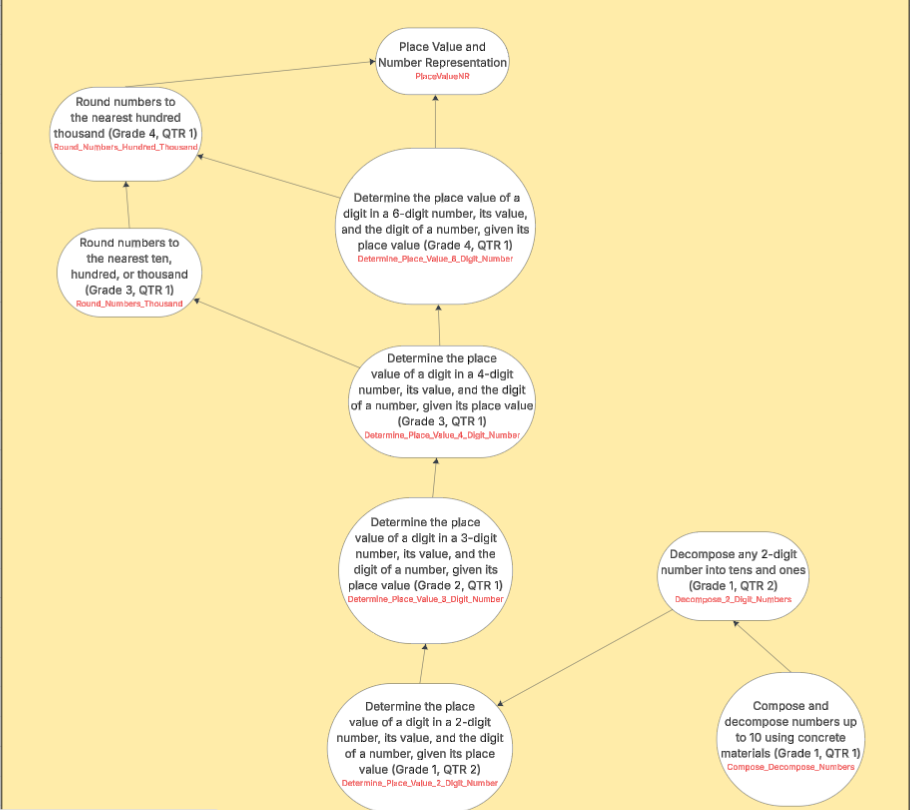 Place Value and
Number Representation
PlaceValueNR
Round numbers to
the nearest hundred
thousand (Grade 4, QTR 1)
Round_Numbers_Hundred_Thousand
Determine the place value of a
digit in a 6-digit number, its value,
and the digit of a number, given its
place value (Grade 4, QTR 1)
Determine_Place_Value_6_Digit_Number
Round numbers to
the nearest ten,
hundred, or thousand
(Grade 3, QTR 1)
Round_Numbers_Thousand
Determine the place
value of a digit in a 4-digit
number, its value, and the digit
of a number, given its place value
(Grade 3, QTR 1)
Determine_Place_Value_4_Digit_Number
Determine the place
value of a digit in a 3-digit
number, its value, and the
digit of a number, given its
place value (Grade 2, QTR 1)
Determine_Place_Value_3_Digit_Number
Decompose any 2-digit
number into tens and ones
(Grade 1, QTR 2)
Decompose_2_Digit_Numbers
Determine the place
value of a digit in a 2-digit
number, its value, and the digit
of a number, given its place
value (Grade 1, QTR 2)
Determine_Place_Value_2_Digit_Number
Compose and
decompose numbers up
to 10 using concrete
materials (Grade 1, QTR 1)
Compose_Decompose_Numbers